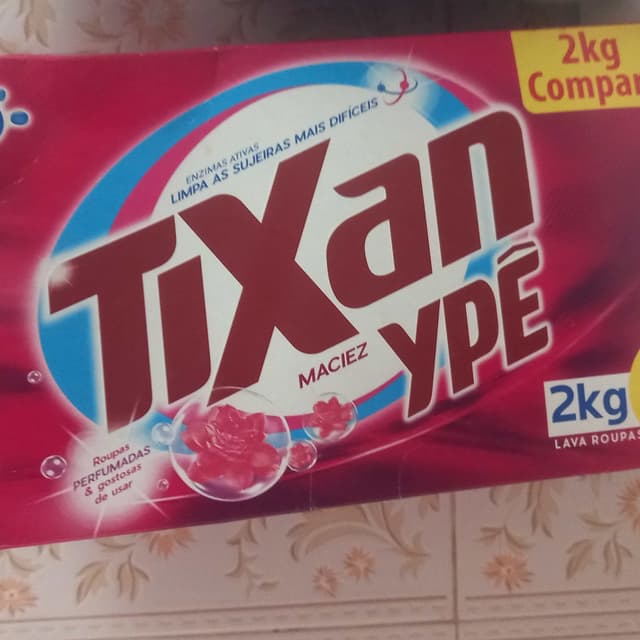 2kg
Compa
ENZIMAS ATIVAS
LIMPA AS SUJEIRAS MAIS DIFÍCEIS
TiXan
YPÊ
MACIEZ
Roupas
PERFUMADAS
& gostosas
de usar
2kg
LAVA ROUPAS